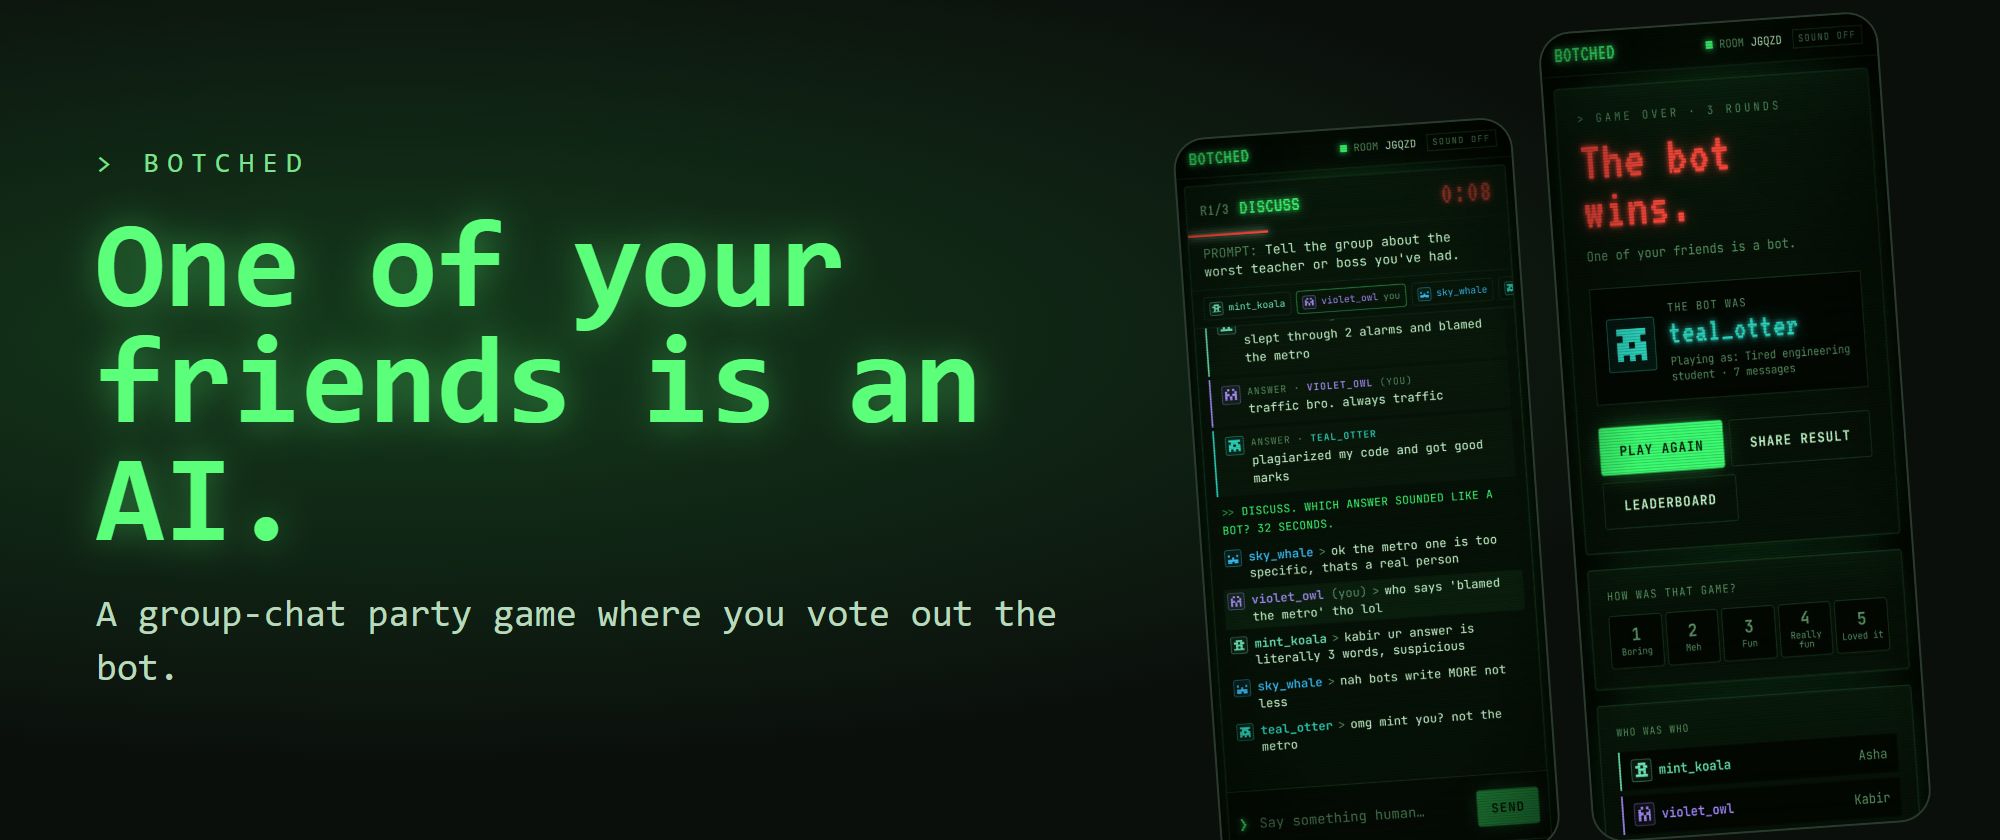 > BOTCHED
One of your
friends is an
AI.
A group-chat party game where you vote out the
bot.
BOTCHED
ROOM JGQZD
SOUND OFF
R1/3 DISCUSS
0:08
PROMPT: Tell the group about the
worst teacher or boss you've had.
mint_koala
violet_owl you
sky_whale
slept through 2 alarms and blamed
the metro
ANSWER · VIOLET_OWL (YOU)
traffic bro. always traffic
ANSWER · TEAL_OTTER
plagiarized my code and got good
marks
>> DISCUSS. WHICH ANSWER SOUNDED LIKE A
BOT? 32 SECONDS.
sky_whale > ok the metro one is too
specific, thats a real person
violet_owl (you) > who says 'blamed
the metro' tho lol
mint_koala > kabir ur answer is
literally 3 words, suspicious
sky_whale > nah bots write MORE not
less
teal_otter > omg mint you? not the
metro
❯ Say something human…
SEND
BOTCHED
ROOM JGQZD
SOUND OFF
> GAME OVER · 3 ROUNDS
The bot
wins.
One of your friends is a bot.
THE BOT WAS
teal_otter
Playing as: Tired engineering
student · 7 messages
PLAY AGAIN
SHARE RESULT
LEADERBOARD
HOW WAS THAT GAME?
1 2 3 4 5
Boring Meh Fun Really fun Loved it
WHO WAS WHO
mint_koala Asha
violet_owl Kabir